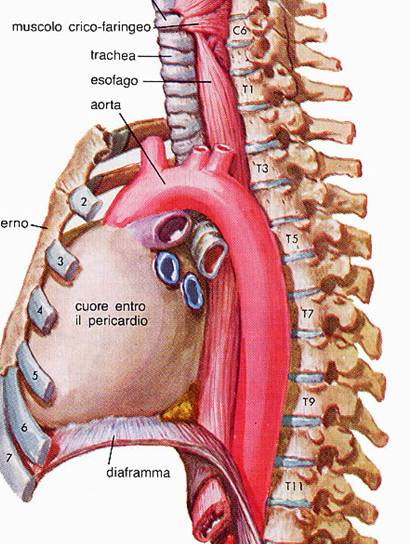 muscolo crico-faringeo
C6
trachea
esofago
T1
aorta
T3
2
erno
T5
3
cuore entro
il pericardio
4
T7
5
T9
6
7
diaframma
T11